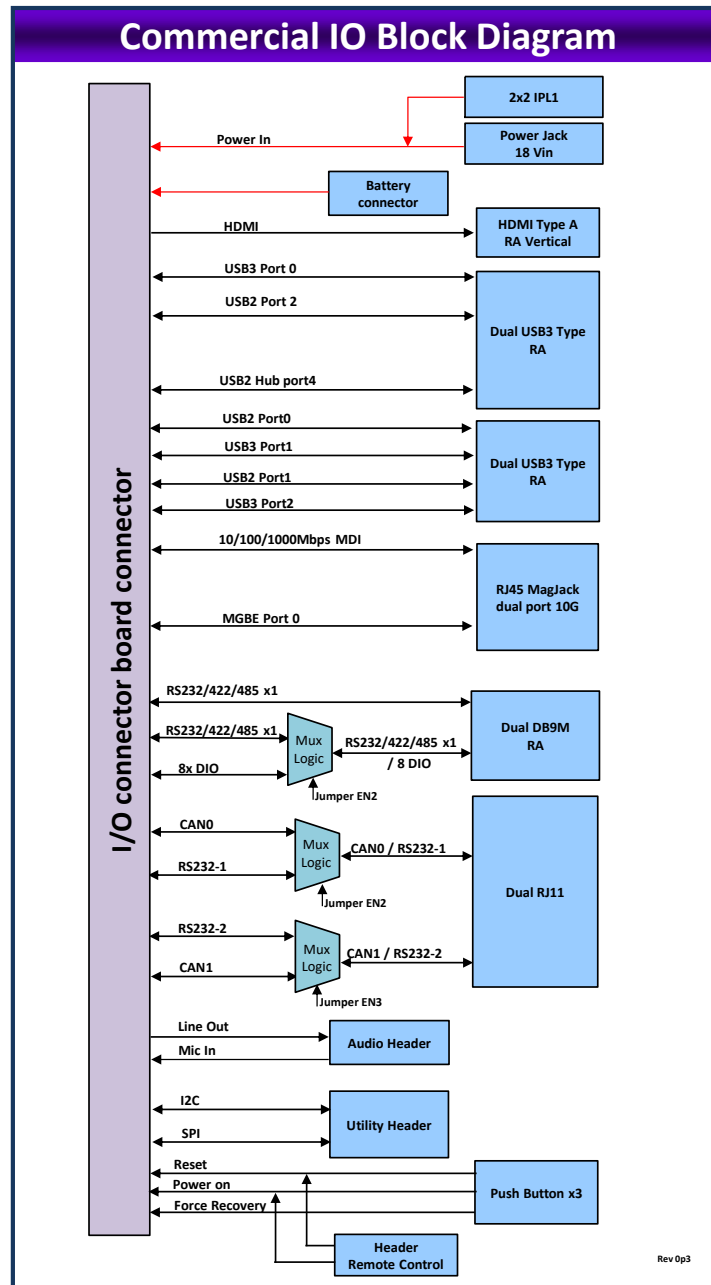 Commercial IO Block Diagram
2x2 IPL1
Power In
Power Jack
18 Vin
Battery
connector
HDMI
HDMI Type A
RA Vertical
USB3 Port 0
USB2 Port 2
Dual USB3 Type
RA
USB2 Hub port4
USB2 Port0
USB3 Port1
Dual USB3 Type
RA
USB2 Port1
USB3 Port2
I/O connector board connector
10/100/1000Mbps MDI
RJ45 MagJack
dual port 10G
MGBE Port 0
RS232/422/485 x1
RS232/422/485 x1
Mux
Logic
RS232/422/485 x1
/ 8 DIO
Dual DB9M
RA
8x DIO
Jumper EN2
CAN0
Mux
Logic
CAN0 / RS232-1
RS232-1
Jumper EN2
Dual RJ11
RS232-2
Mux
Logic
CAN1 / RS232-2
CAN1
Jumper EN3
Line Out
Audio Header
Mic In
I2C
Utility Header
SPI
Reset
Power on
Push Button x3
Force Recovery
Header
Remote Control
Rev 0p3